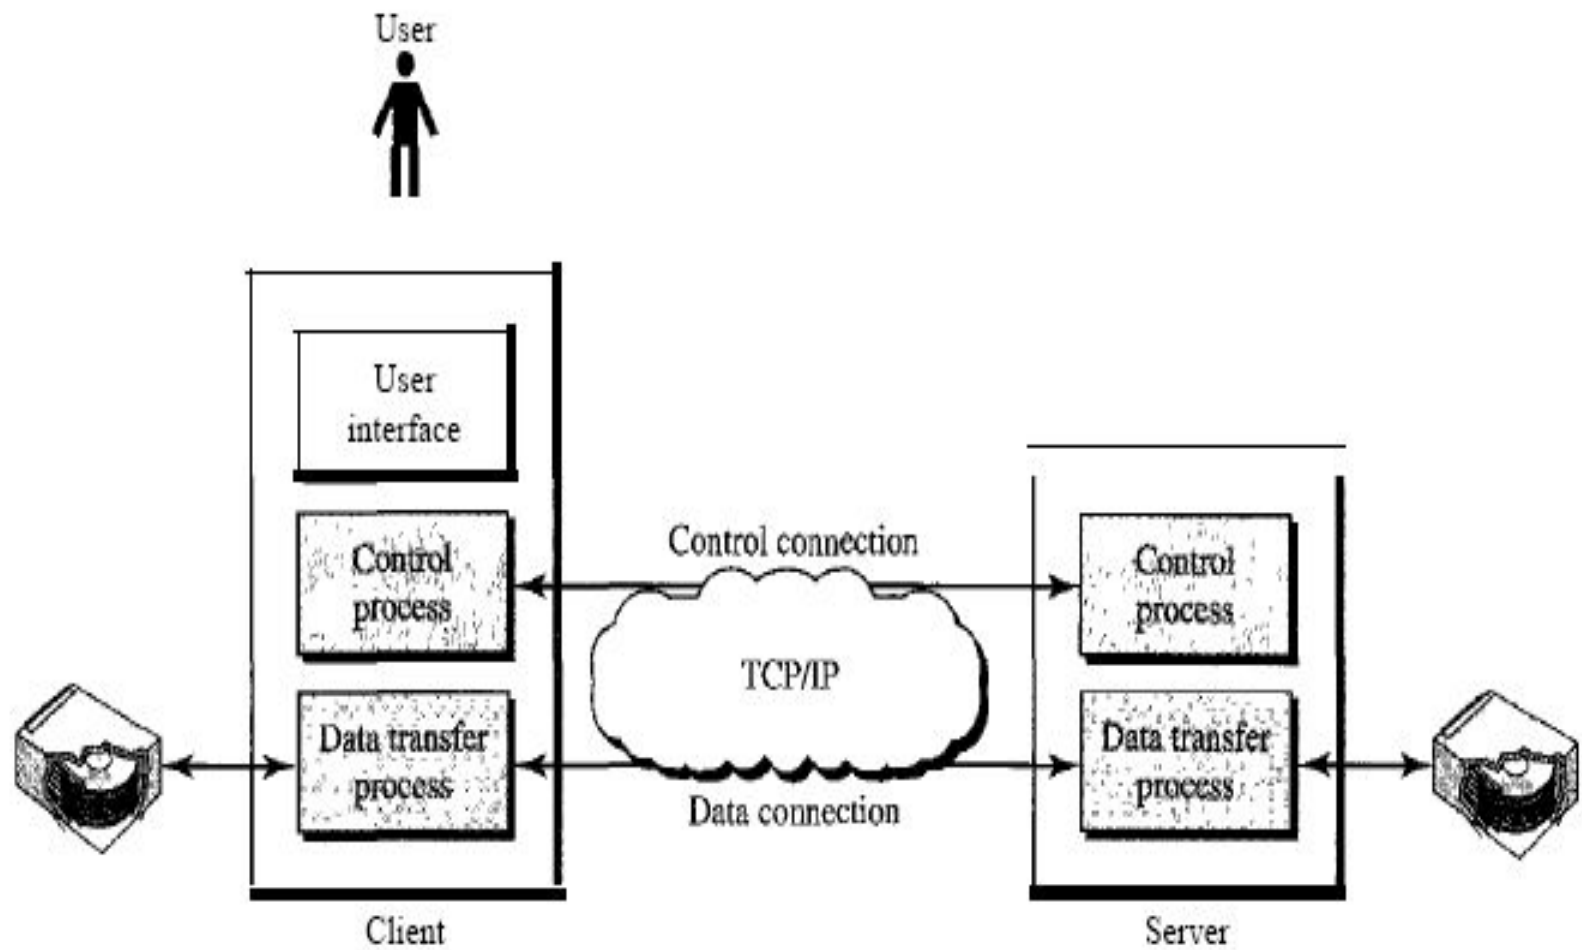 User
User
interface
Control
process
Control connection
Control
process
TCP/IP
Data transfer
process
Data connection
Data transfer
process
Client
Server